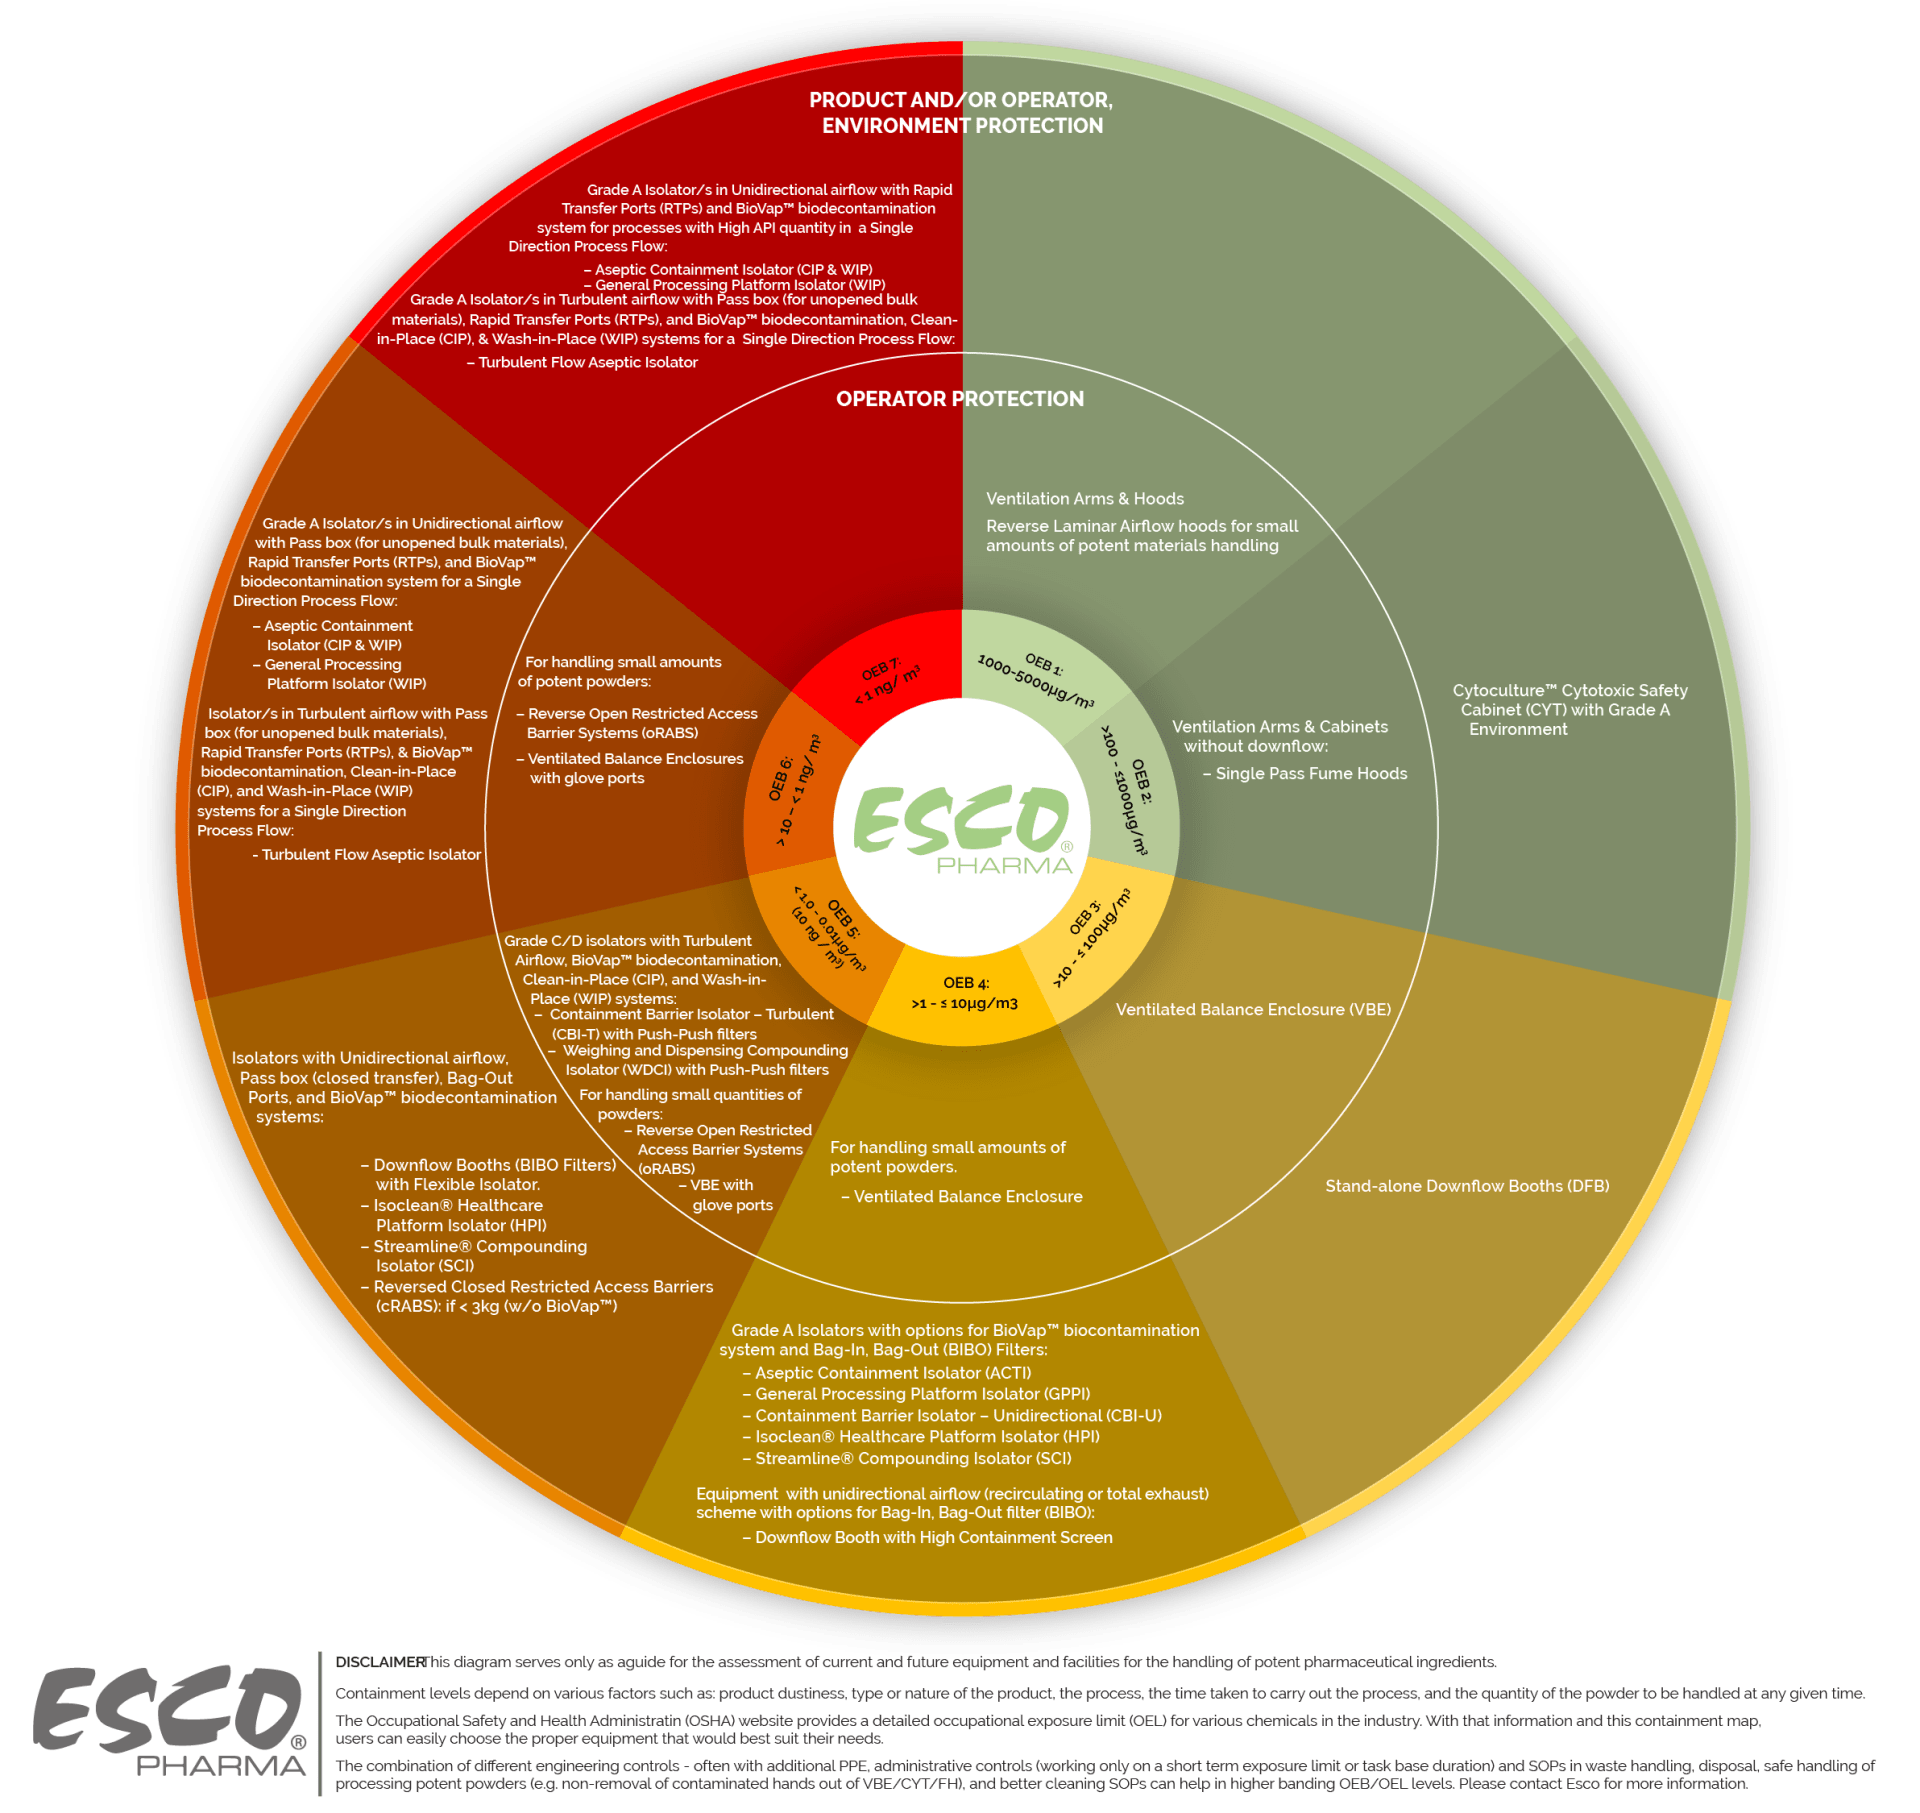 PRODUCT AND/OR OPERATOR,
ENVIRONMENT PROTECTION
Grade A Isolator/s in Unidirectional airflow with Rapid
Transfer Ports (RTPs) and BioVap™ biodecontamination
system for processes with High API quantity in a Single
Direction Process Flow:
– Aseptic Containment Isolator (CIP & WIP)
– General Processing Platform Isolator (WIP)
Grade A Isolator/s in Turbulent airflow with Pass box (for unopened bulk
materials), Rapid Transfer Ports (RTPs), and BioVap™ biodecontamination, Clean-
in-Place (CIP), & Wash-in-Place (WIP) systems for a Single Direction Process Flow:
– Turbulent Flow Aseptic Isolator
OPERATOR PROTECTION
Ventilation Arms & Hoods
Reverse Laminar Airflow hoods for small
amounts of potent materials handling
Grade A Isolator/s in Unidirectional airflow
with Pass box (for unopened bulk materials),
Rapid Transfer Ports (RTPs), and BioVap™
biodecontamination system for a Single
Direction Process Flow:
– Aseptic Containment
Isolator (CIP & WIP)
– General Processing
Platform Isolator (WIP)
Isolator/s in Turbulent airflow with Pass
box (for unopened bulk materials),
Rapid Transfer Ports (RTPs), & BioVap™
biodecontamination, Clean-in-Place
(CIP), and Wash-in-Place (WIP)
systems for a Single Direction
Process Flow:
- Turbulent Flow Aseptic Isolator
For handling small amounts
of potent powders:
– Reverse Open Restricted Access
Barrier Systems (oRABS)
– Ventilated Balance Enclosures
with glove ports
OEB 7:
< 1 ng/ m³
OEB 1:
1000-5000µg/m³
OEB 6:
> 10 – < 1 ng/ m³
OEB 2:
>100 - ≤1000µg/m³
OEB 5:
< 1.0 - 0.01µg/m³
(10 ng / m³)
OEB 3:
>10 - ≤ 100µg/m³
OEB 4:
>1 - ≤ 10µg/m3
ESCO®
PHARMA
Ventilation Arms & Cabinets
without downflow:
– Single Pass Fume Hoods
Cytoculture™ Cytotoxic Safety
Cabinet (CYT) with Grade A
Environment
Grade C/D isolators with Turbulent
Airflow, BioVap™ biodecontamination,
Clean-in-Place (CIP), and Wash-in-
Place (WIP) systems:
– Containment Barrier Isolator – Turbulent
(CBI-T) with Push-Push filters
– Weighing and Dispensing Compounding
Isolator (WDCI) with Push-Push filters
For handling small quantities of
powders:
– Reverse Open Restricted
Access Barrier Systems
(oRABS)
– VBE with
glove ports
Ventilated Balance Enclosure (VBE)
Stand-alone Downflow Booths (DFB)
Isolators with Unidirectional airflow,
Pass box (closed transfer), Bag-Out
Ports, and BioVap™ biodecontamination
systems:
– Downflow Booths (BIBO Filters)
with Flexible Isolator.
– Isoclean® Healthcare
Platform Isolator (HPI)
– Streamline® Compounding
Isolator (SCI)
– Reversed Closed Restricted Access Barriers
(cRABS): if < 3kg (w/o BioVap™)
For handling small amounts of
potent powders.
– Ventilated Balance Enclosure
Grade A Isolators with options for BioVap™ biocontamination
system and Bag-In, Bag-Out (BIBO) Filters:
– Aseptic Containment Isolator (ACTI)
– General Processing Platform Isolator (GPPI)
– Containment Barrier Isolator – Unidirectional (CBI-U)
– Isoclean® Healthcare Platform Isolator (HPI)
– Streamline® Compounding Isolator (SCI)
Equipment with unidirectional airflow (recirculating or total exhaust)
scheme with options for Bag-In, Bag-Out filter (BIBO):
– Downflow Booth with High Containment Screen
ESCO®
PHARMA
DISCLAIMER This diagram serves only as aguide for the assessment of current and future equipment and facilities for the handling of potent pharmaceutical ingredients.
Containment levels depend on various factors such as: product dustiness, type or nature of the product, the process, the time taken to carry out the process, and the quantity of the powder to be handled at any given time.
The Occupational Safety and Health Administratin (OSHA) website provides a detailed occupational exposure limit (OEL) for various chemicals in the industry. With that information and this containment map,
users can easily choose the proper equipment that would best suit their needs.
The combination of different engineering controls - often with additional PPE, administrative controls (working only on a short term exposure limit or task base duration) and SOPs in waste handling, disposal, safe handling of
processing potent powders (e.g. non-removal of contaminated hands out of VBE/CYT/FH), and better cleaning SOPs can help in higher banding OEB/OEL levels. Please contact Esco for more information.